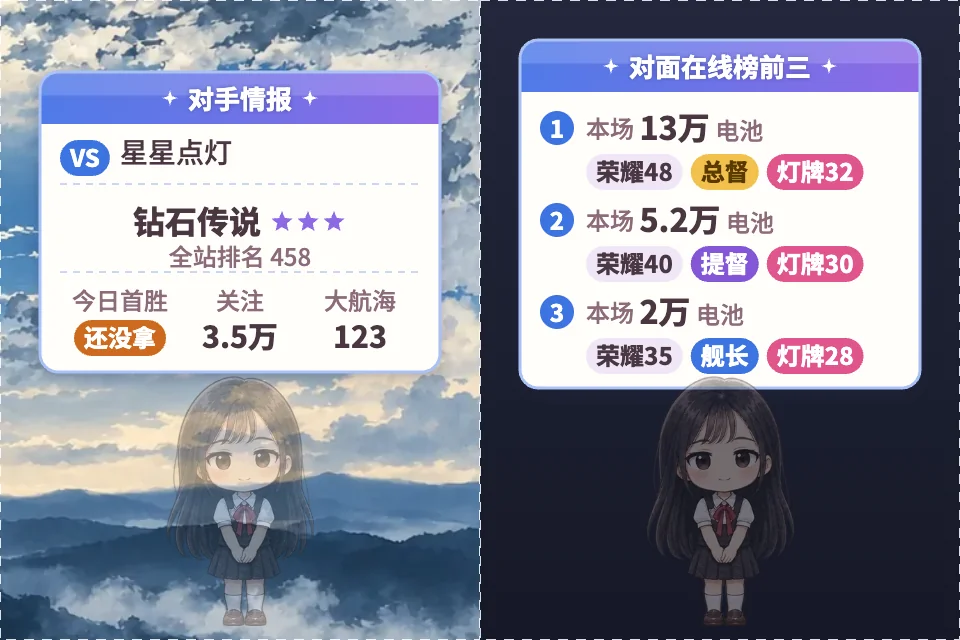 对手情报
VS 星星点灯
钻石传说 ★★★
全站排名 458
今日首胜 关注 大航海
还没拿 3.5万 123
对面在线榜前三
1 本场 13万 电池
荣耀48 总督 灯牌32
2 本场 5.2万 电池
荣耀40 提督 灯牌30
3 本场 2万 电池
荣耀35 舰长 灯牌28